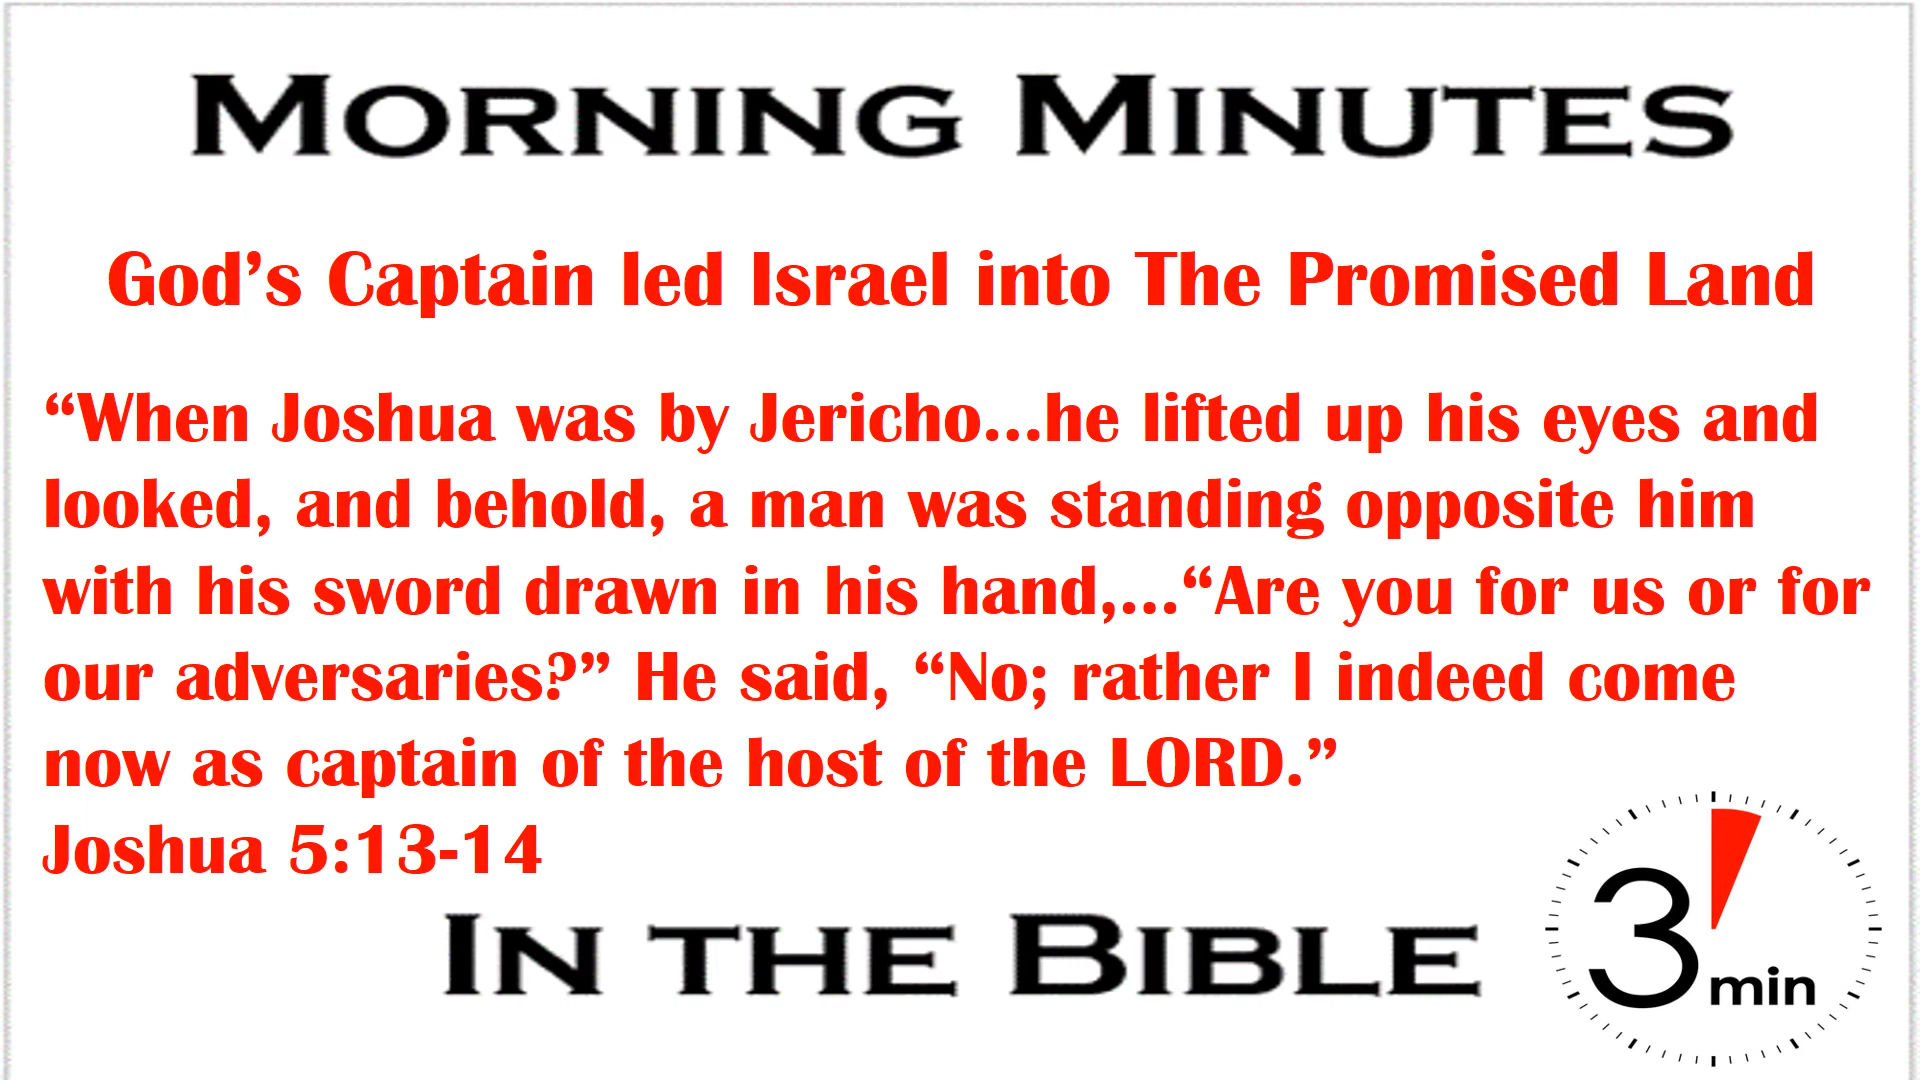 MORNING MINUTES
God’s Captain led Israel into The Promised Land
“When Joshua was by Jericho...he lifted up his eyes and
looked, and behold, a man was standing opposite him
with his sword drawn in his hand,...“Are you for us or for
our adversaries?” He said, “No; rather I indeed come
now as captain of the host of the LORD.”
Joshua 5:13-14
IN THE BIBLE
3 min